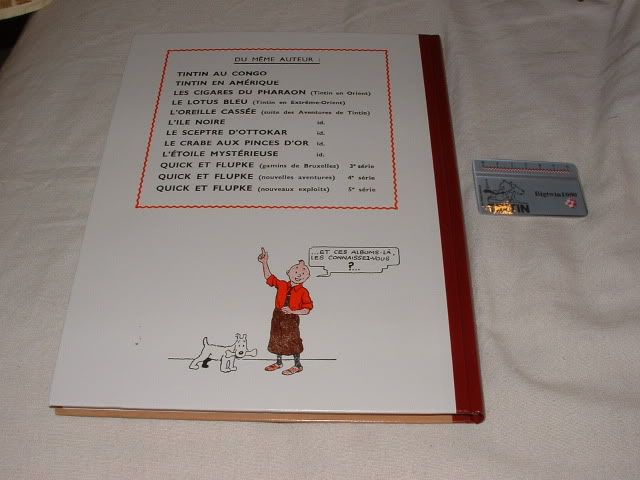 DU MÊME AUTEUR :
TINTIN AU CONGO
TINTIN EN AMÉRIQUE
LES CIGARES DU PHARAON (Tintin en Orient)
LE LOTUS BLEU (Tintin en Extrême-Orient)
L'OREILLE CASSÉE (suite des Aventures de Tintin)
L'ILE NOIRE id.
LE SCEPTRE D'OTTOKAR id.
LE CRABE AUX PINCES D'OR id.
L'ÉTOILE MYSTÉRIEUSE id.
QUICK ET FLUPKE (gamins de Bruxelles) 3e série
QUICK ET FLUPKE (nouvelles aventures) 4e série
QUICK ET FLUPKE (nouveaux exploits) 5e série
...ET CES ALBUMS-LÀ,
LES CONNAISSEZ-VOUS
?...
TINTIN